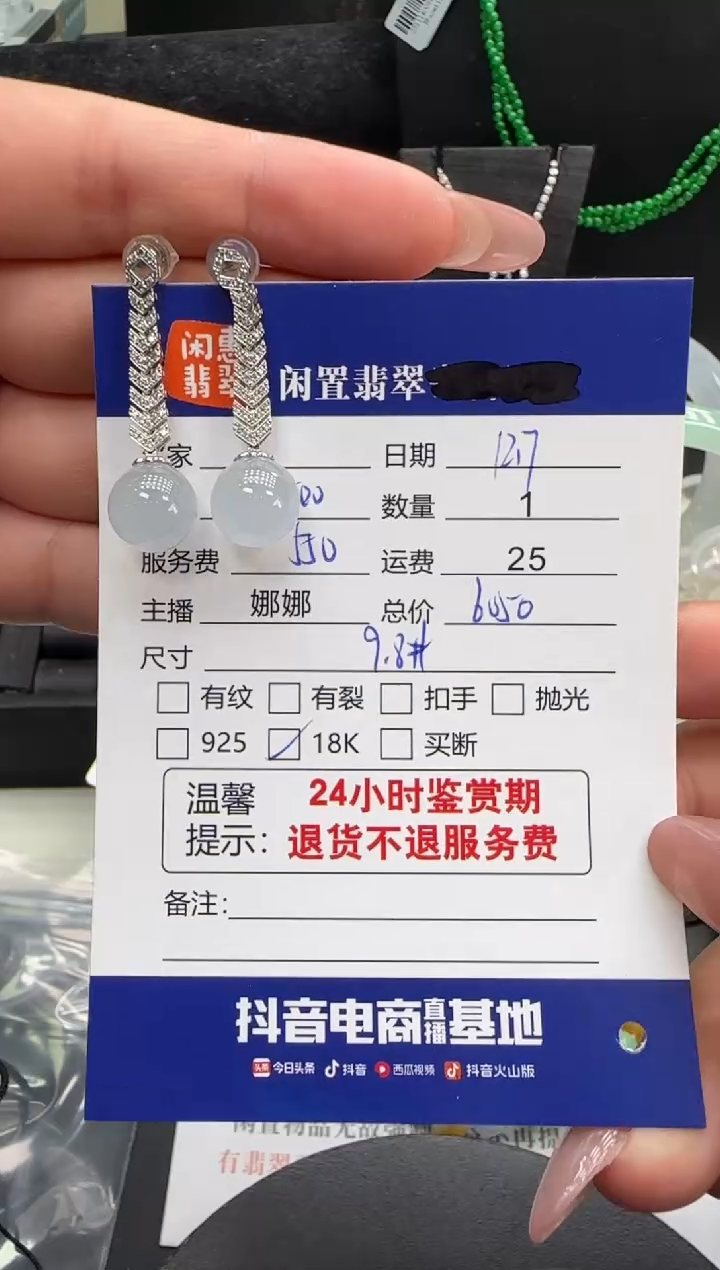 闲惠
翡翠
闲置翡翠
家 日期 12.7
00 数量 1
服务费 550 运费 25
主播 娜娜 总价 6050
尺寸 9.8#
有纹 有裂 扣手 抛光
925 18K 买断
温馨 24小时鉴赏期
提示: 退货不退服务费
备注:
抖音电商直播基地
头条 今日头条 抖音 西瓜视频 抖音火山版
有翡翠